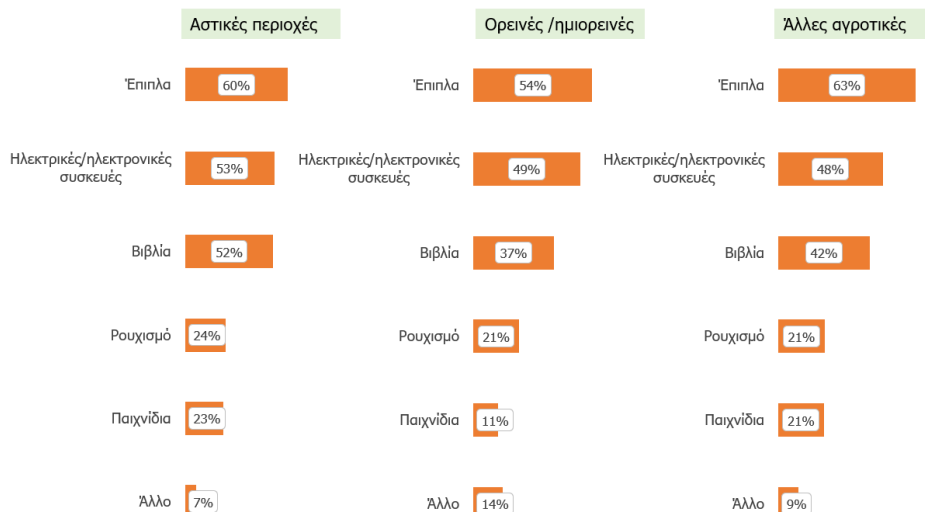 Αστικές περιοχές
Έπιπλα
60%
Ηλεκτρικές/ηλεκτρονικές
συσκευές
53%
Βιβλία
52%
Ρουχισμό
24%
Παιχνίδια
23%
Άλλο
7%
Ορεινές /ημιορεινές
Έπιπλα
54%
Ηλεκτρικές/ηλεκτρονικές
συσκευές
49%
Βιβλία
37%
Ρουχισμό
21%
Παιχνίδια
11%
Άλλο
14%
Άλλες αγροτικές
Έπιπλα
63%
Ηλεκτρικές/ηλεκτρονικές
συσκευές
48%
Βιβλία
42%
Ρουχισμό
21%
Παιχνίδια
21%
Άλλο
9%